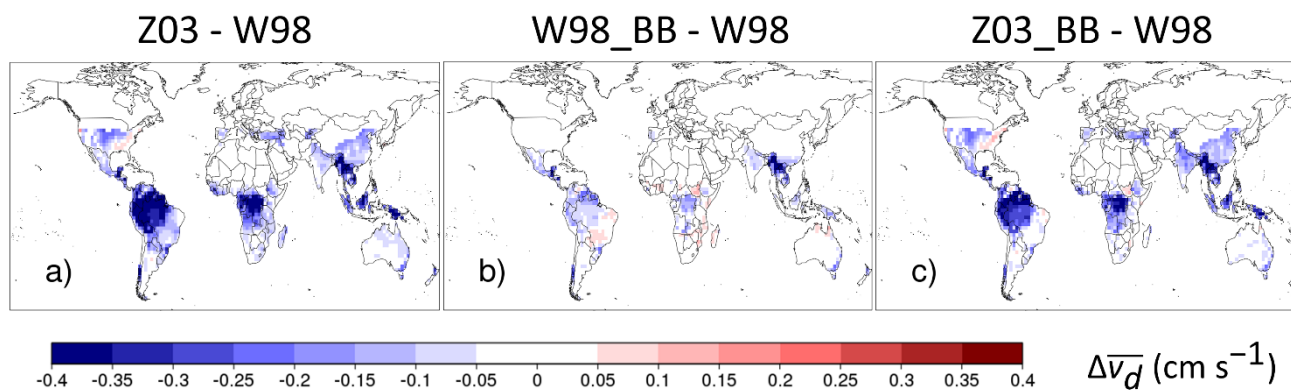 Z03 - W98 W98_BB - W98 Z03_BB - W98
a) b) c)
-0.4 -0.35 -0.3 -0.25 -0.2 -0.15 -0.1 -0.05 0 0.05 0.1 0.15 0.2 0.25 0.3 0.35 0.4 Δv̅d̅ (cm s⁻¹)